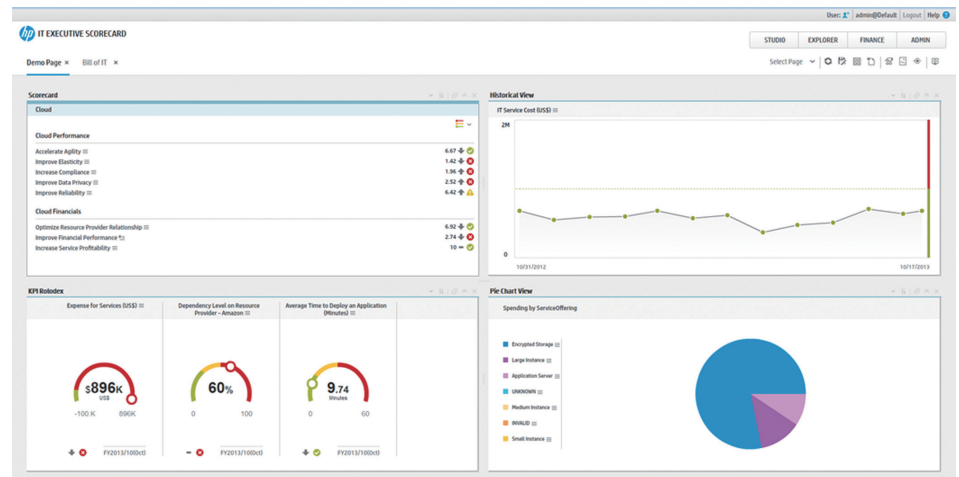 User: admin@Default Logout Help ?
hp IT EXECUTIVE SCORECARD
STUDIO EXPLORER FINANCE ADMIN
Demo Page × Bill of IT ×
Select Page
Scorecard
Cloud
Cloud Performance
Accelerate Aglity 6.67
Improve Elasticity 1.42
Increase Compliance 1.96
Improve Data Privacy 2.52
Improve Reliability 6.42
Cloud Financials
Optimize Resource Provider Relationship 6.92
Improve Financial Performance 2.74
Increase Service Profitability 10
Historical View
IT Service Cost (US$)
2M
0
10/31/2012 10/17/2013
KPI Rolodex
Expense for Services (US$)
$896K
US$
-100 K 896K
FY2013/10(Oct)
Dependency Level on Resource
Provider - Amazon
60%
0 100
FY2013/10(Oct)
Average Time to Deploy an Application
(Minutes)
9.74
Minutes
0 60
FY2013/10(Oct)
Pie Chart View
Spending by ServiceOffering
Encrypted Storage
Large Instance
Application Server
UNKNOWN
Medium Instance
INVALID
Small Instance